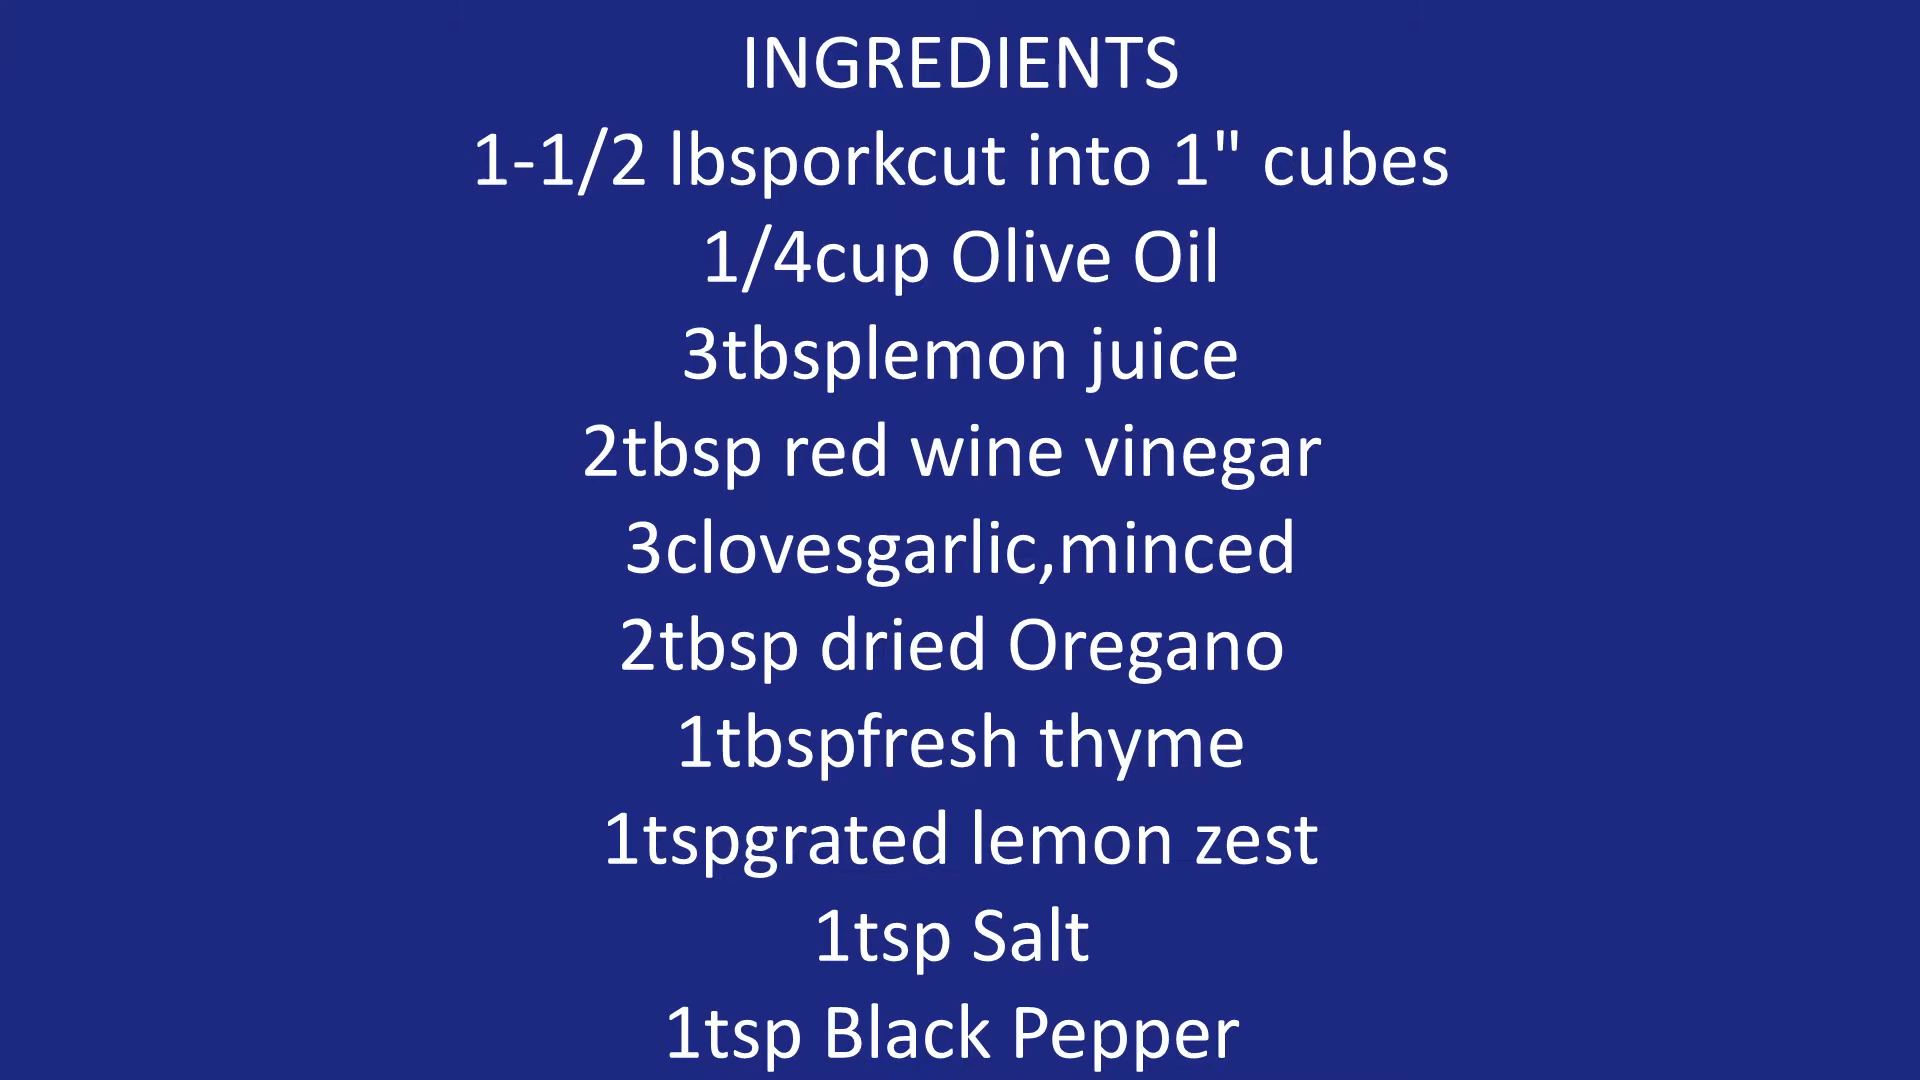 INGREDIENTS
1-1/2 lbsporkcut into 1" cubes
1/4cup Olive Oil
3tbsplemon juice
2tbsp red wine vinegar
3clovesgarlic,minced
2tbsp dried Oregano
1tbspfresh thyme
1tspgrated lemon zest
1tsp Salt
1tsp Black Pepper